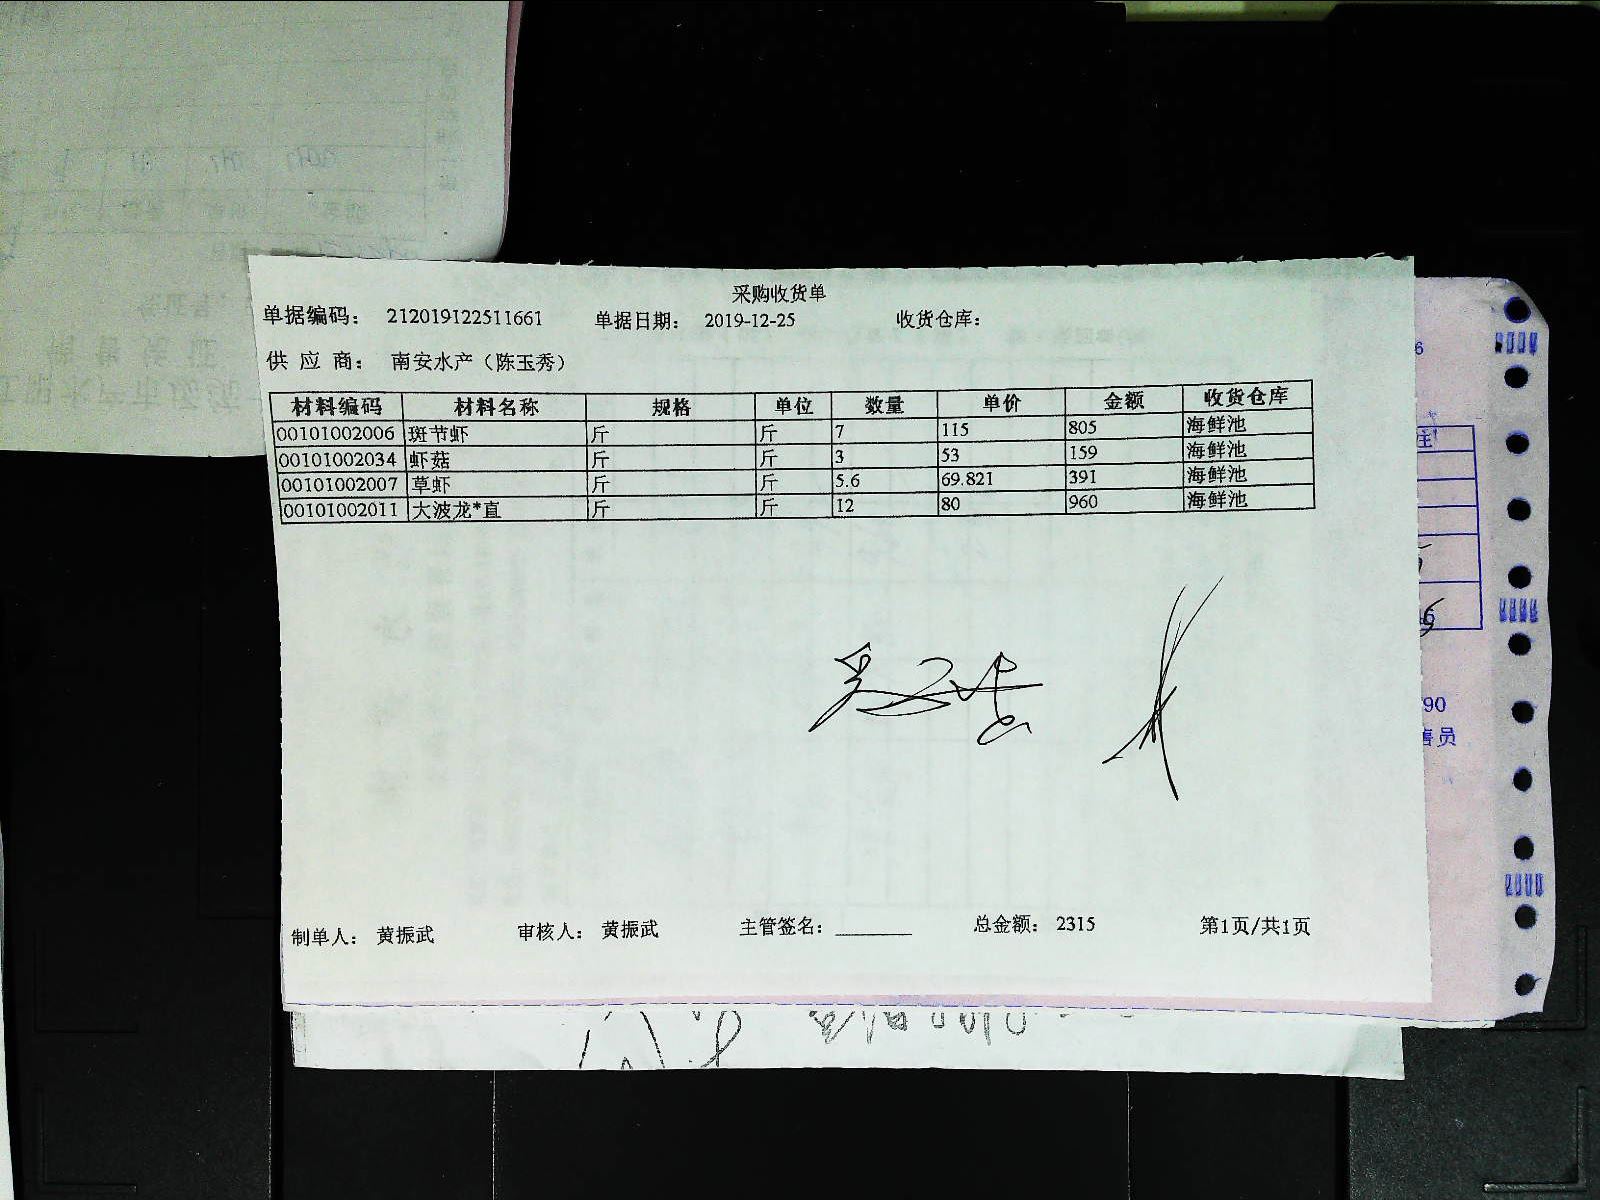 采购收货单
单据编码： 212019122511661 单据日期： 2019-12-25 收货仓库：
供 应 商： 南安水产（陈玉秀）
材料编码 材料名称 规格 单位 数量 单价 金额 收货仓库
00101002006 斑节虾 斤 斤 7 115 805 海鲜池
00101002034 虾菇 斤 斤 3 53 159 海鲜池
00101002007 草虾 斤 斤 5.6 69.821 391 海鲜池
00101002011 大波龙*直 斤 斤 12 80 960 海鲜池
制单人： 黄振武 审核人： 黄振武 主管签名：________ 总金额： 2315 第1页/共1页
6
注
90
售员